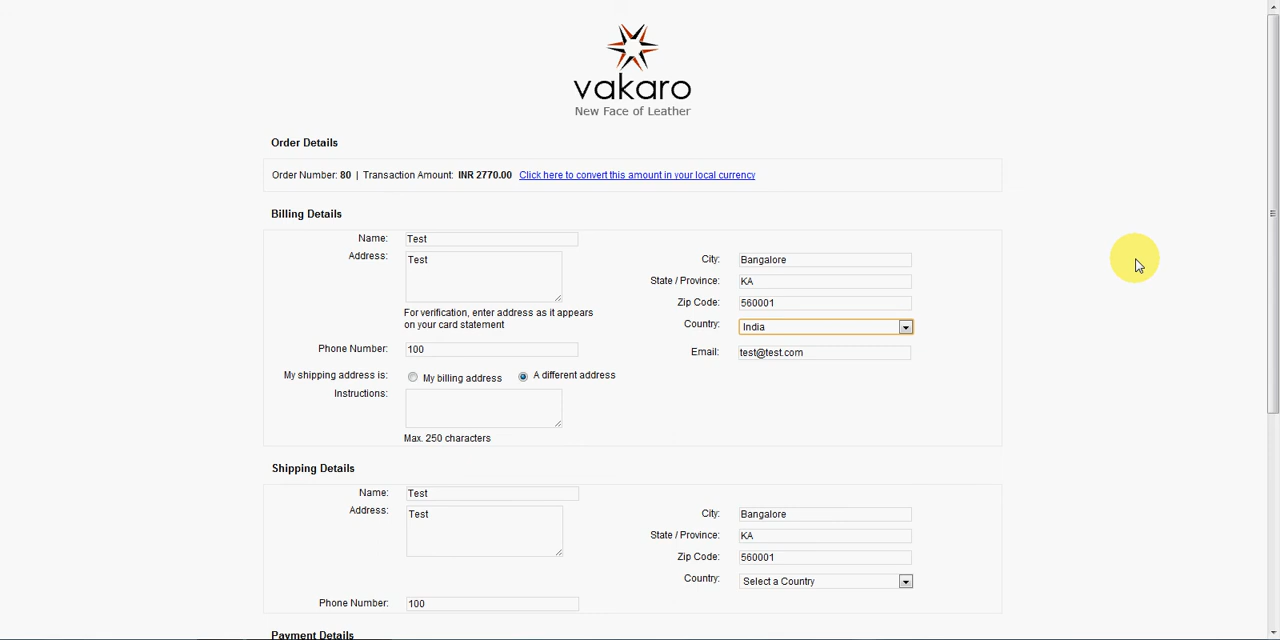 vakaro
New Face of Leather
Order Details
Order Number: 80 | Transaction Amount: INR 2770.00 Click here to convert this amount in your local currency
Billing Details
Name: Test
Address: Test
City: Bangalore
State / Province: KA
Zip Code: 560001
For verification, enter address as it appears
on your card statement
Country: India
Phone Number: 100
Email: test@test.com
My shipping address is: My billing address A different address
Instructions:
Max. 250 characters
Shipping Details
Name: Test
Address: Test
City: Bangalore
State / Province: KA
Zip Code: 560001
Country: Select a Country
Phone Number: 100
Payment Details